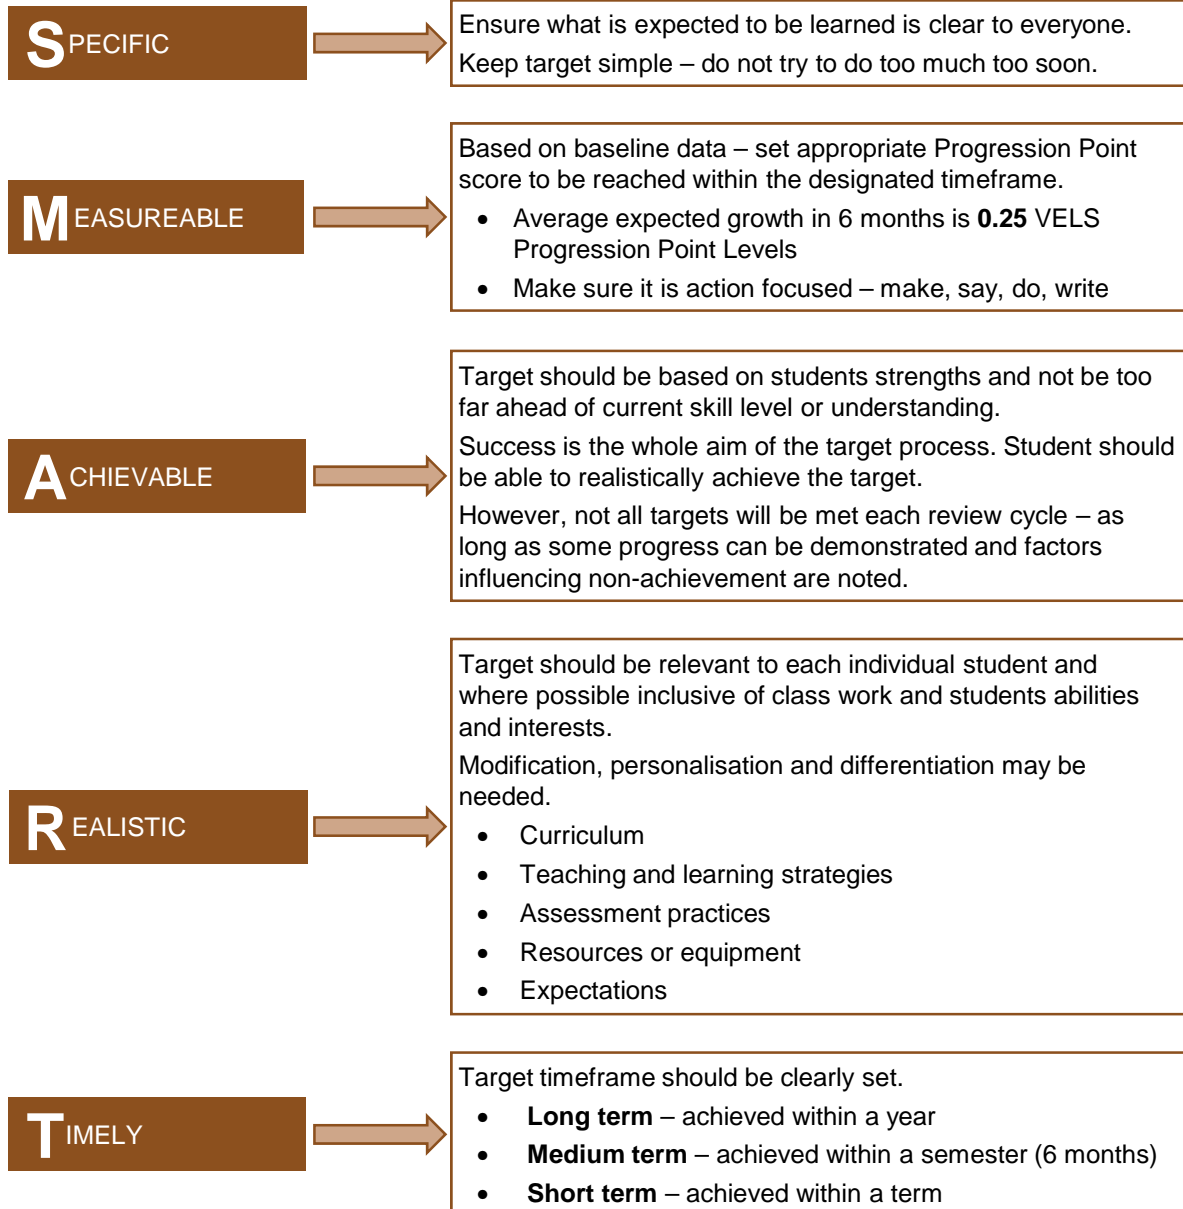 SPECIFIC
Ensure what is expected to be learned is clear to everyone.
Keep target simple – do not try to do too much too soon.
MEASUREABLE
Based on baseline data – set appropriate Progression Point
score to be reached within the designated timeframe.
• Average expected growth in 6 months is 0.25 VELS
Progression Point Levels
• Make sure it is action focused – make, say, do, write
ACHIEVABLE
Target should be based on students strengths and not be too
far ahead of current skill level or understanding.
Success is the whole aim of the target process. Student should
be able to realistically achieve the target.
However, not all targets will be met each review cycle – as
long as some progress can be demonstrated and factors
influencing non-achievement are noted.
REALISTIC
Target should be relevant to each individual student and
where possible inclusive of class work and students abilities
and interests.
Modification, personalisation and differentiation may be
needed.
• Curriculum
• Teaching and learning strategies
• Assessment practices
• Resources or equipment
• Expectations
TIMELY
Target timeframe should be clearly set.
• Long term – achieved within a year
• Medium term – achieved within a semester (6 months)
• Short term – achieved within a term